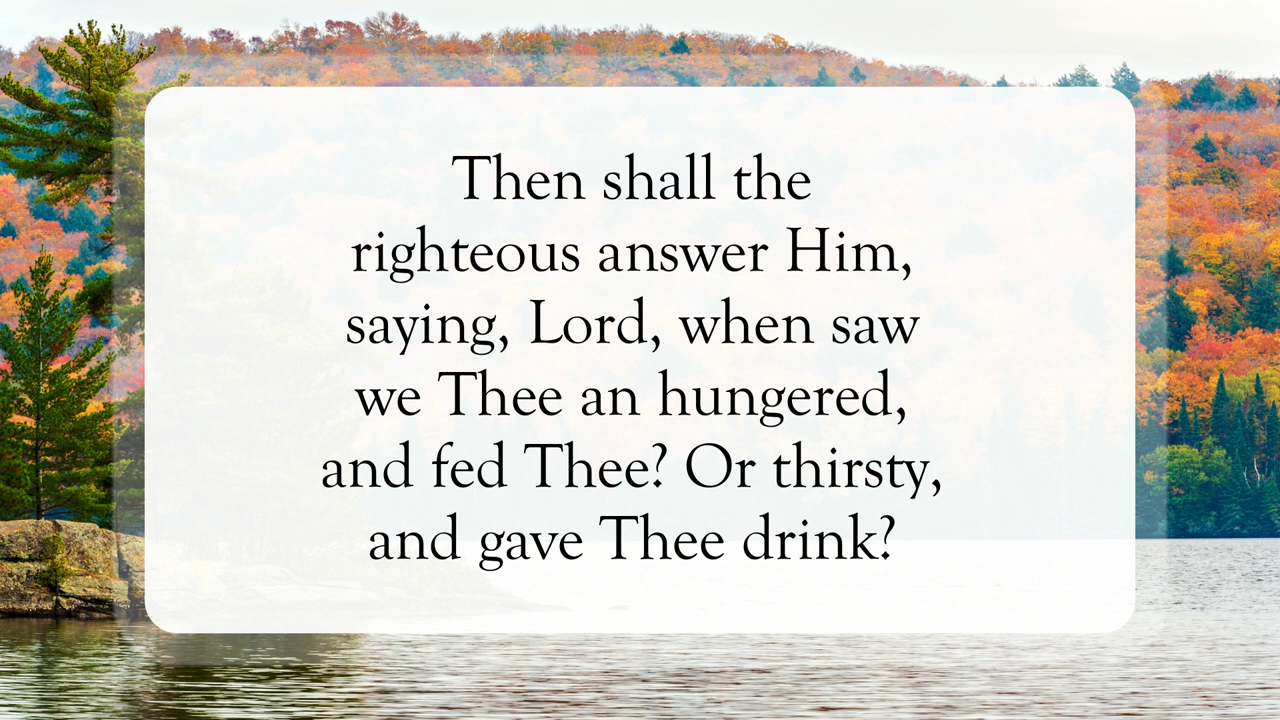 Then shall the
righteous answer Him,
saying, Lord, when saw
we Thee an hungered,
and fed Thee? Or thirsty,
and gave Thee drink?